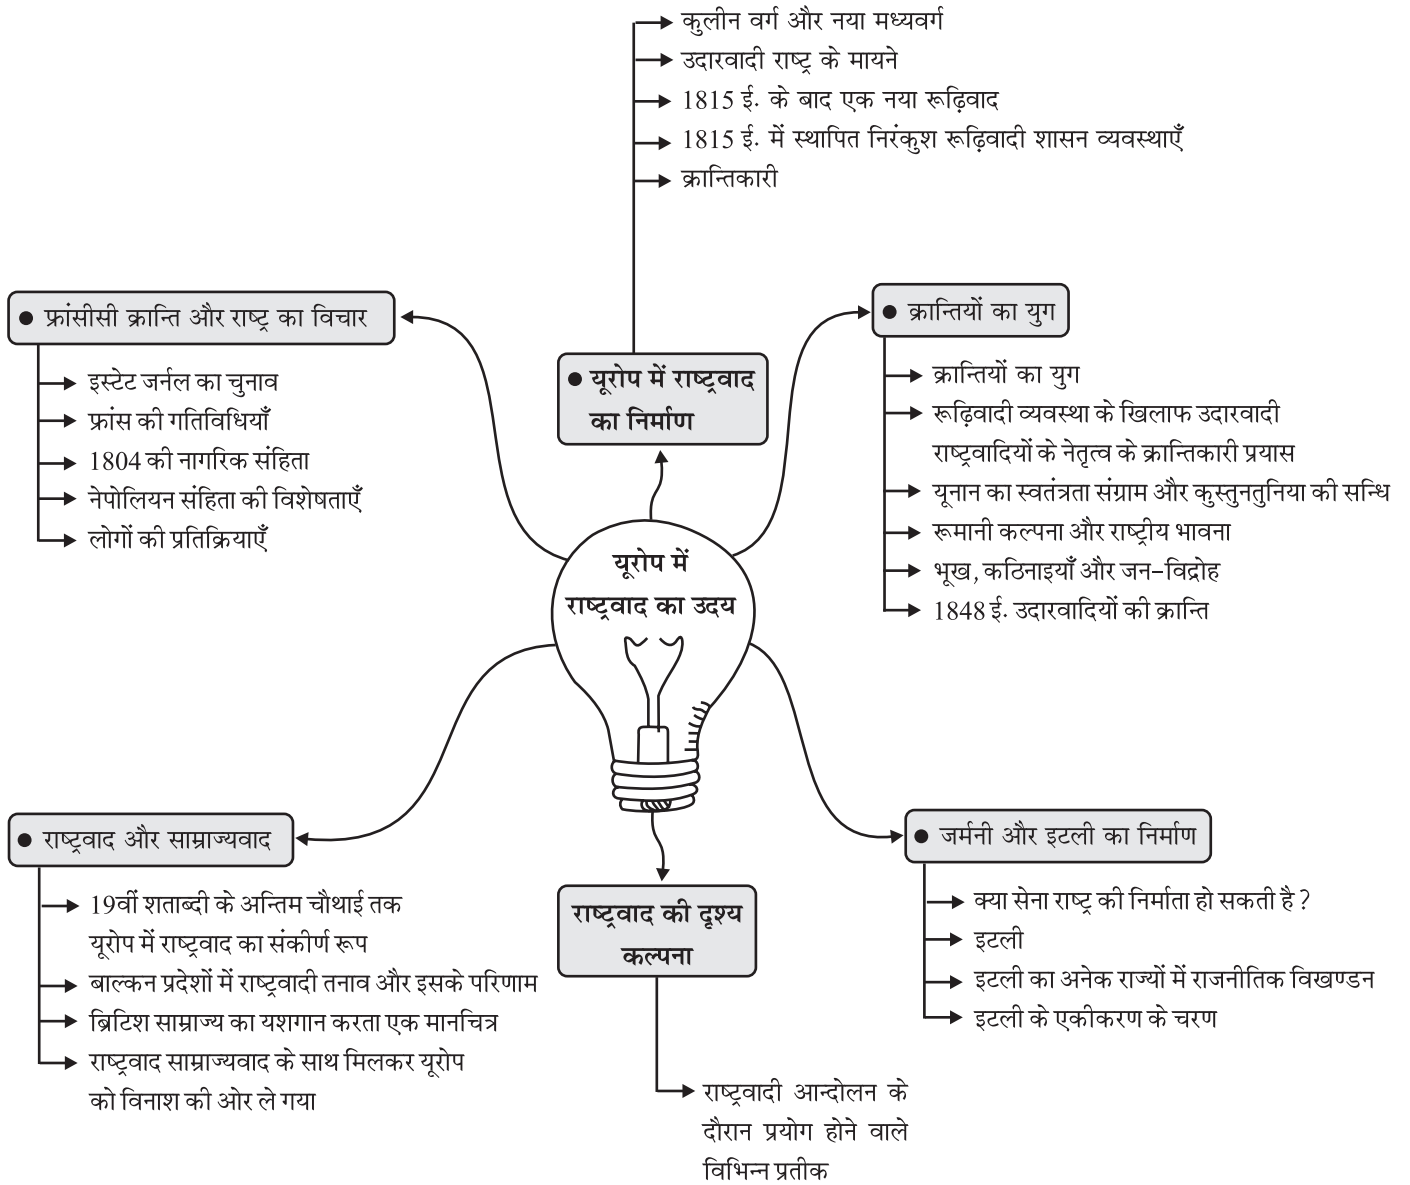 कुलीन वर्ग और नया मध्यवर्ग
उदारवादी राष्ट्र के मायने
1815 ई. के बाद एक नया रूढ़िवाद
1815 ई. में स्थापित निरंकुश रूढ़िवादी शासन व्यवस्थाएँ
क्रान्तिकारी
● यूरोप में राष्ट्रवाद
का निर्माण
● फ्रांसीसी क्रान्ति और राष्ट्र का विचार
इस्टेट जर्नल का चुनाव
फ्रांस की गतिविधियाँ
1804 की नागरिक संहिता
नेपोलियन संहिता की विशेषताएँ
लोगों की प्रतिक्रियाएँ
● क्रान्तियों का युग
क्रान्तियों का युग
रूढ़िवादी व्यवस्था के खिलाफ उदारवादी
राष्ट्रवादियों के नेतृत्व के क्रान्तिकारी प्रयास
यूनान का स्वतंत्रता संग्राम और कुस्तुनतुनिया की सन्धि
रूमानी कल्पना और राष्ट्रीय भावना
भूख, कठिनाइयाँ और जन-विद्रोह
1848 ई. उदारवादियों की क्रान्ति
यूरोप में
राष्ट्रवाद का उदय
● राष्ट्रवाद और साम्राज्यवाद
19वीं शताब्दी के अन्तिम चौथाई तक
यूरोप में राष्ट्रवाद का संकीर्ण रूप
बाल्कन प्रदेशों में राष्ट्रवादी तनाव और इसके परिणाम
ब्रिटिश साम्राज्य का यशगान करता एक मानचित्र
राष्ट्रवाद साम्राज्यवाद के साथ मिलकर यूरोप
को विनाश की ओर ले गया
राष्ट्रवाद की दृश्य
कल्पना
राष्ट्रवादी आन्दोलन के
दौरान प्रयोग होने वाले
विभिन्न प्रतीक
● जर्मनी और इटली का निर्माण
क्या सेना राष्ट्र की निर्माता हो सकती है ?
इटली
इटली का अनेक राज्यों में राजनीतिक विखण्डन
इटली के एकीकरण के चरण